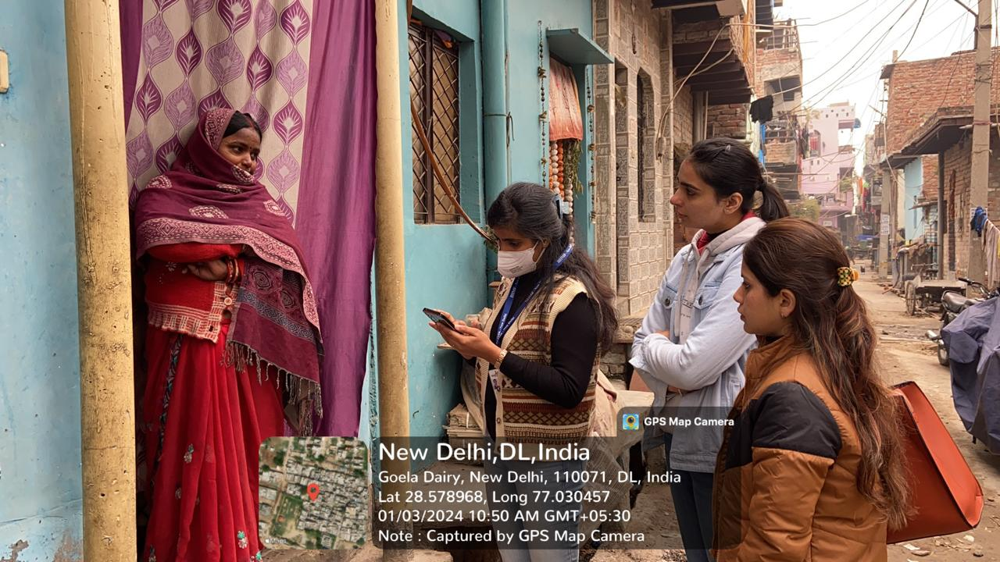 GPS Map Camera
New Delhi,DL,India
Goela Dairy, New Delhi, 110071, DL, India
Lat 28.578968, Long 77.030457
01/03/2024 10:50 AM GMT+05:30
Note : Captured by GPS Map Camera
Maps